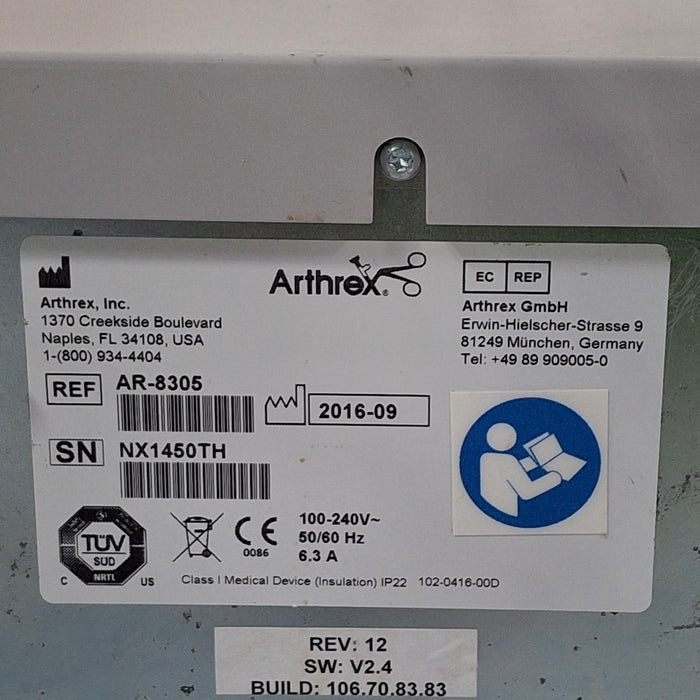 Arthrex, Inc.
1370 Creekside Boulevard
Naples, FL 34108, USA
1-(800) 934-4404
Arthrex®
EC REP
Arthrex GmbH
Erwin-Hielscher-Strasse 9
81249 München, Germany
Tel: +49 89 909005-0
REF AR-8305
2016-09
SN NX1450TH
TÜV
SUD
NRTL
C US
CE
0086
100-240V~
50/60 Hz
6.3 A
Class I Medical Device (Insulation) IP22 102-0416-00D
REV: 12
SW: V2.4
BUILD: 106.70.83.83